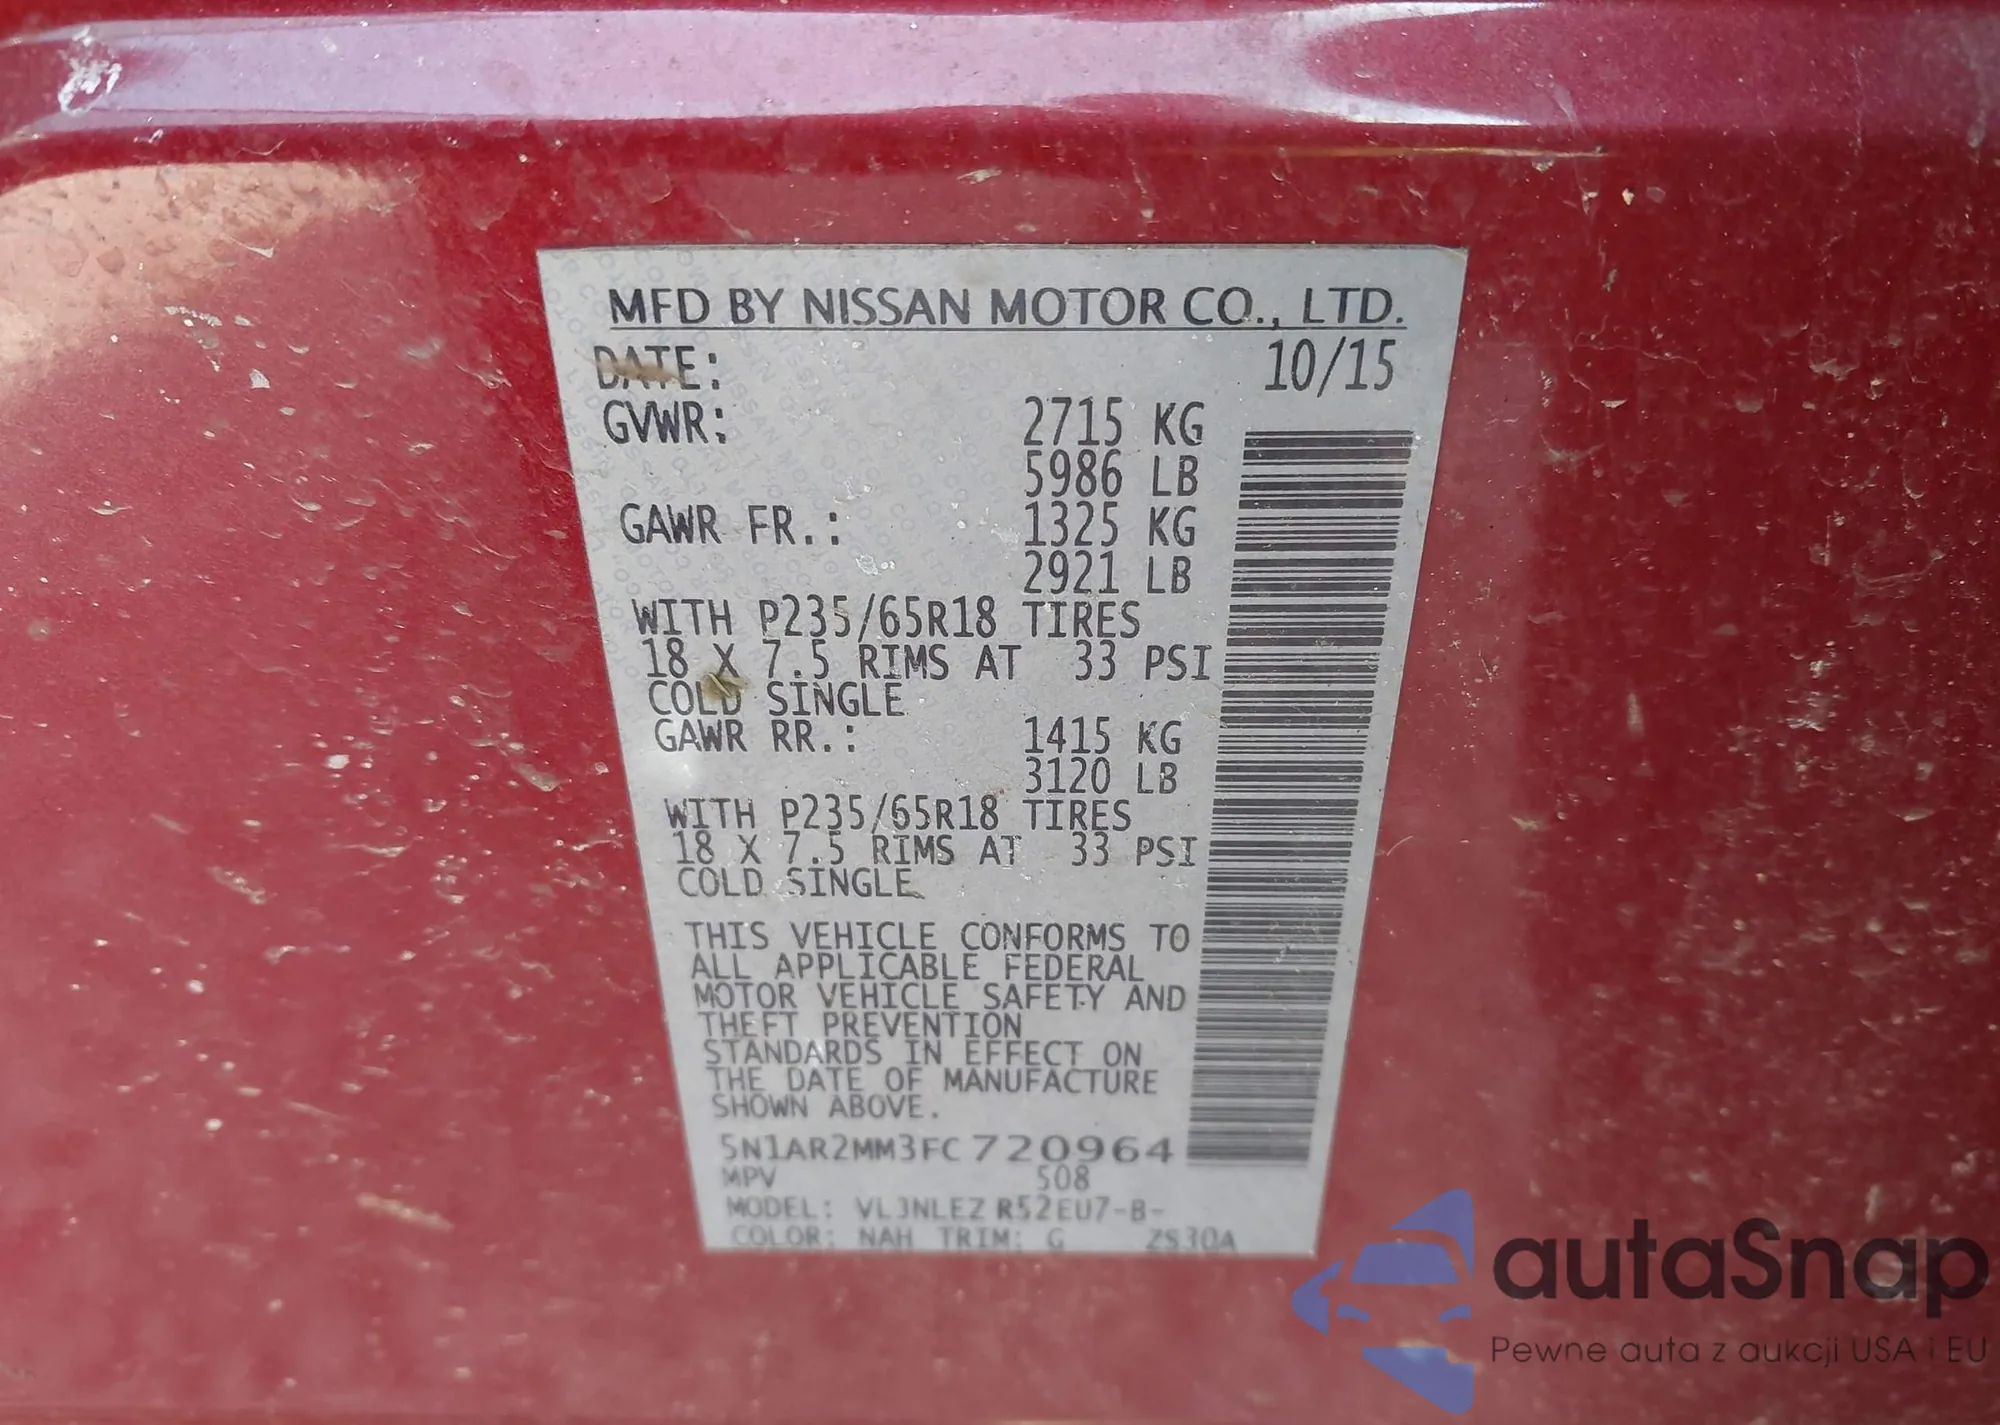 MFD BY NISSAN MOTOR CO., LTD.
DATE: 10/15
GVWR: 2715 KG
5986 LB
GAWR FR.: 1325 KG
2921 LB
WITH P235/65R18 TIRES
18 X 7.5 RIMS AT 33 PSI
COLD SINGLE
GAWR RR.: 1415 KG
3120 LB
WITH P235/65R18 TIRES
18 X 7.5 RIMS AT 33 PSI
COLD SINGLE
THIS VEHICLE CONFORMS TO
ALL APPLICABLE FEDERAL
MOTOR VEHICLE SAFETY AND
THEFT PREVENTION
STANDARDS IN EFFECT ON
THE DATE OF MANUFACTURE
SHOWN ABOVE.
5N1AR2MM3FC720964
MPV 508
MODEL: VLJNLEZ R52EU7-B-
COLOR: NAH TRIM: G ZS30A
autaSnap
Pewne auta z aukcji USA i EU